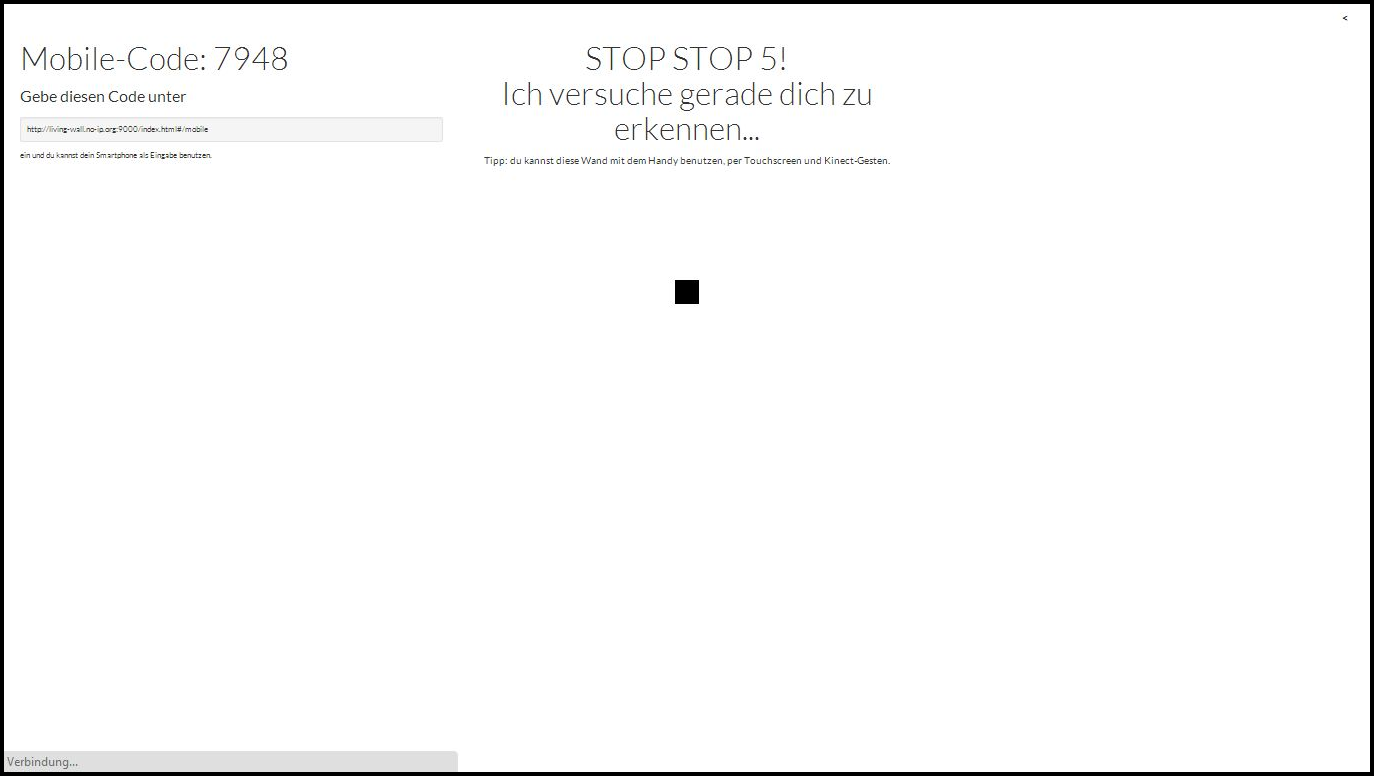 <
Mobile-Code: 7948
Gebe diesen Code unter
http://living-wall.no-ip.org:9000/index.html#/mobile
ein und du kannst dein Smartphone als Eingabe benutzen.
STOP STOP 5!
Ich versuche gerade dich zu
erkennen...
Tipp: du kannst diese Wand mit dem Handy benutzen, per Touchscreen und Kinect-Gesten.
Verbindung...